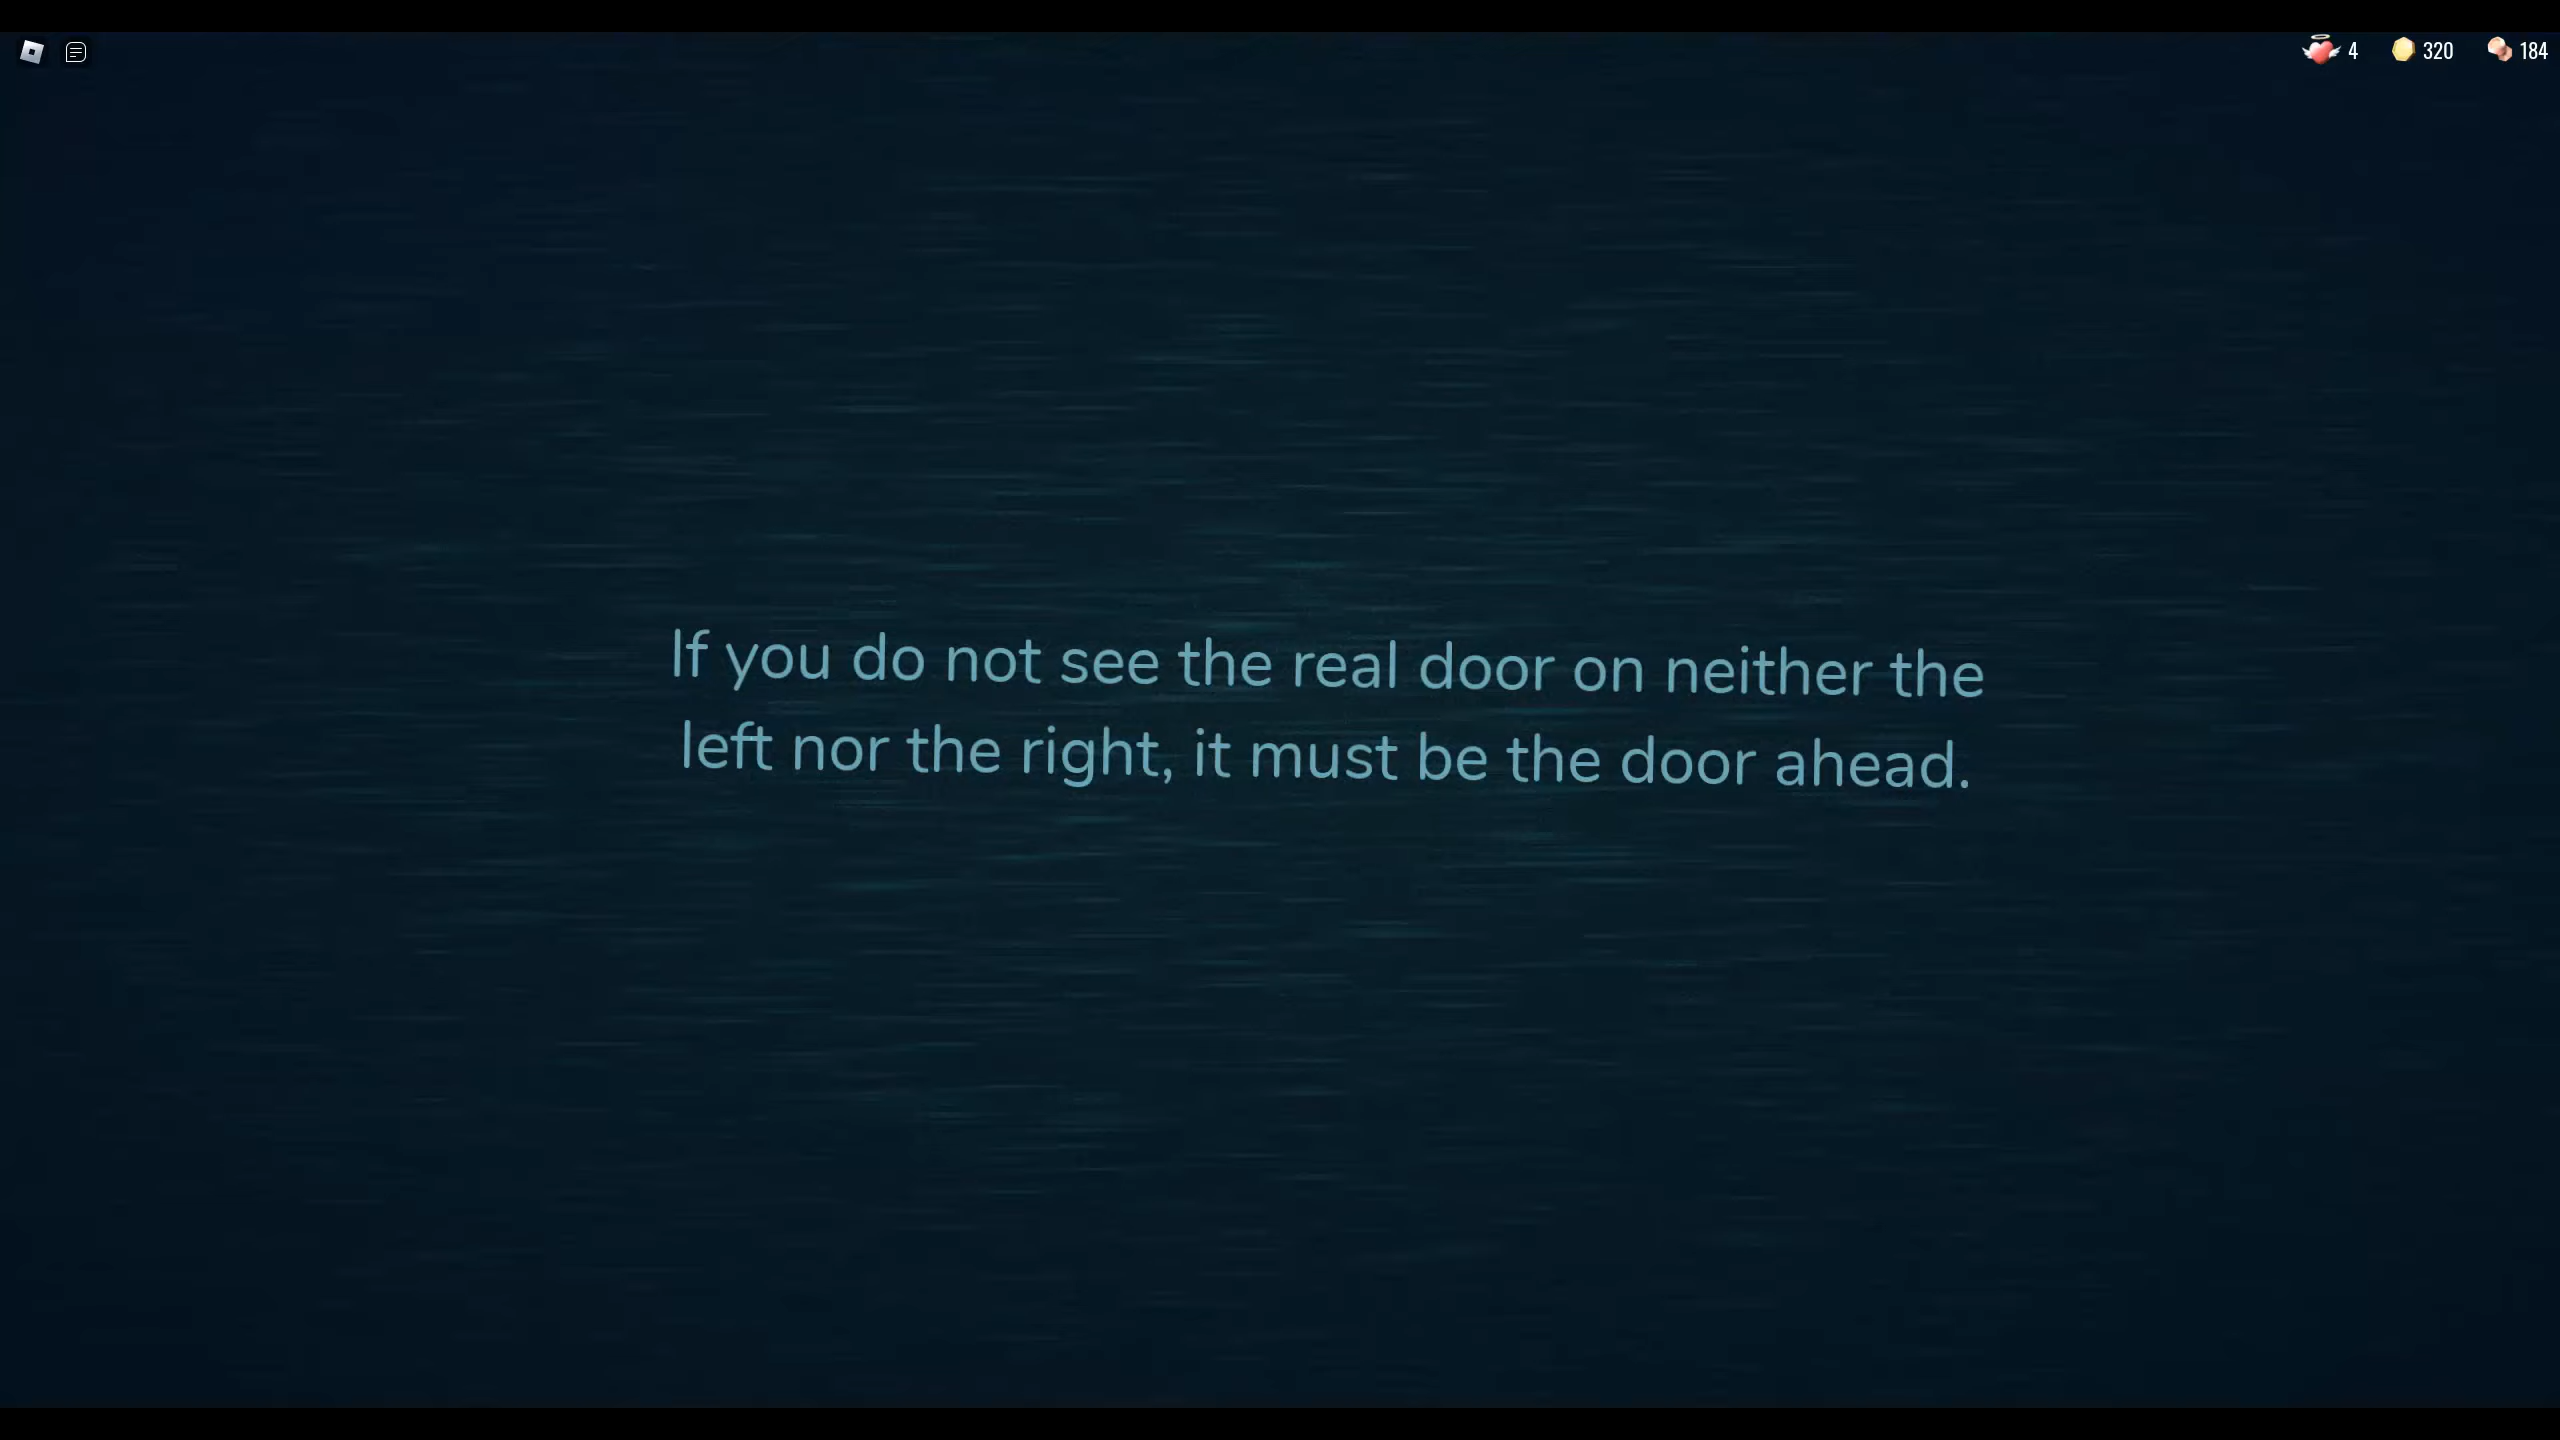 4 320 184
If you do not see the real door on neither the
left nor the right, it must be the door ahead.